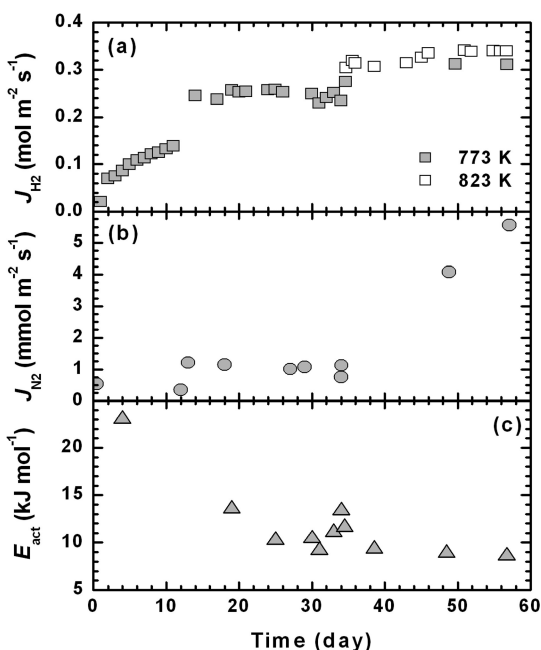 (a)
J_H2 (mol m⁻² s⁻¹)
0.4
0.3
0.2
0.1
0.0
773 K
823 K
(b)
J_N2 (mmol m⁻² s⁻¹)
5
4
3
2
1
0
(c)
E_act (kJ mol⁻¹)
20
15
10
5
0 10 20 30 40 50 60
Time (day)